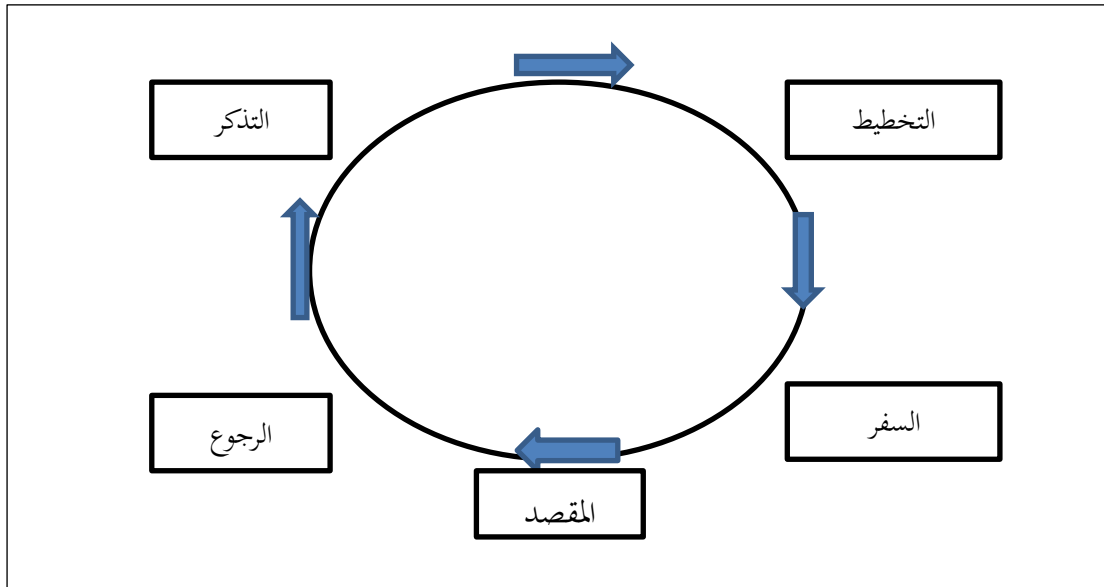 التخطيط
التذكر
السفر
الرجوع
المقصد